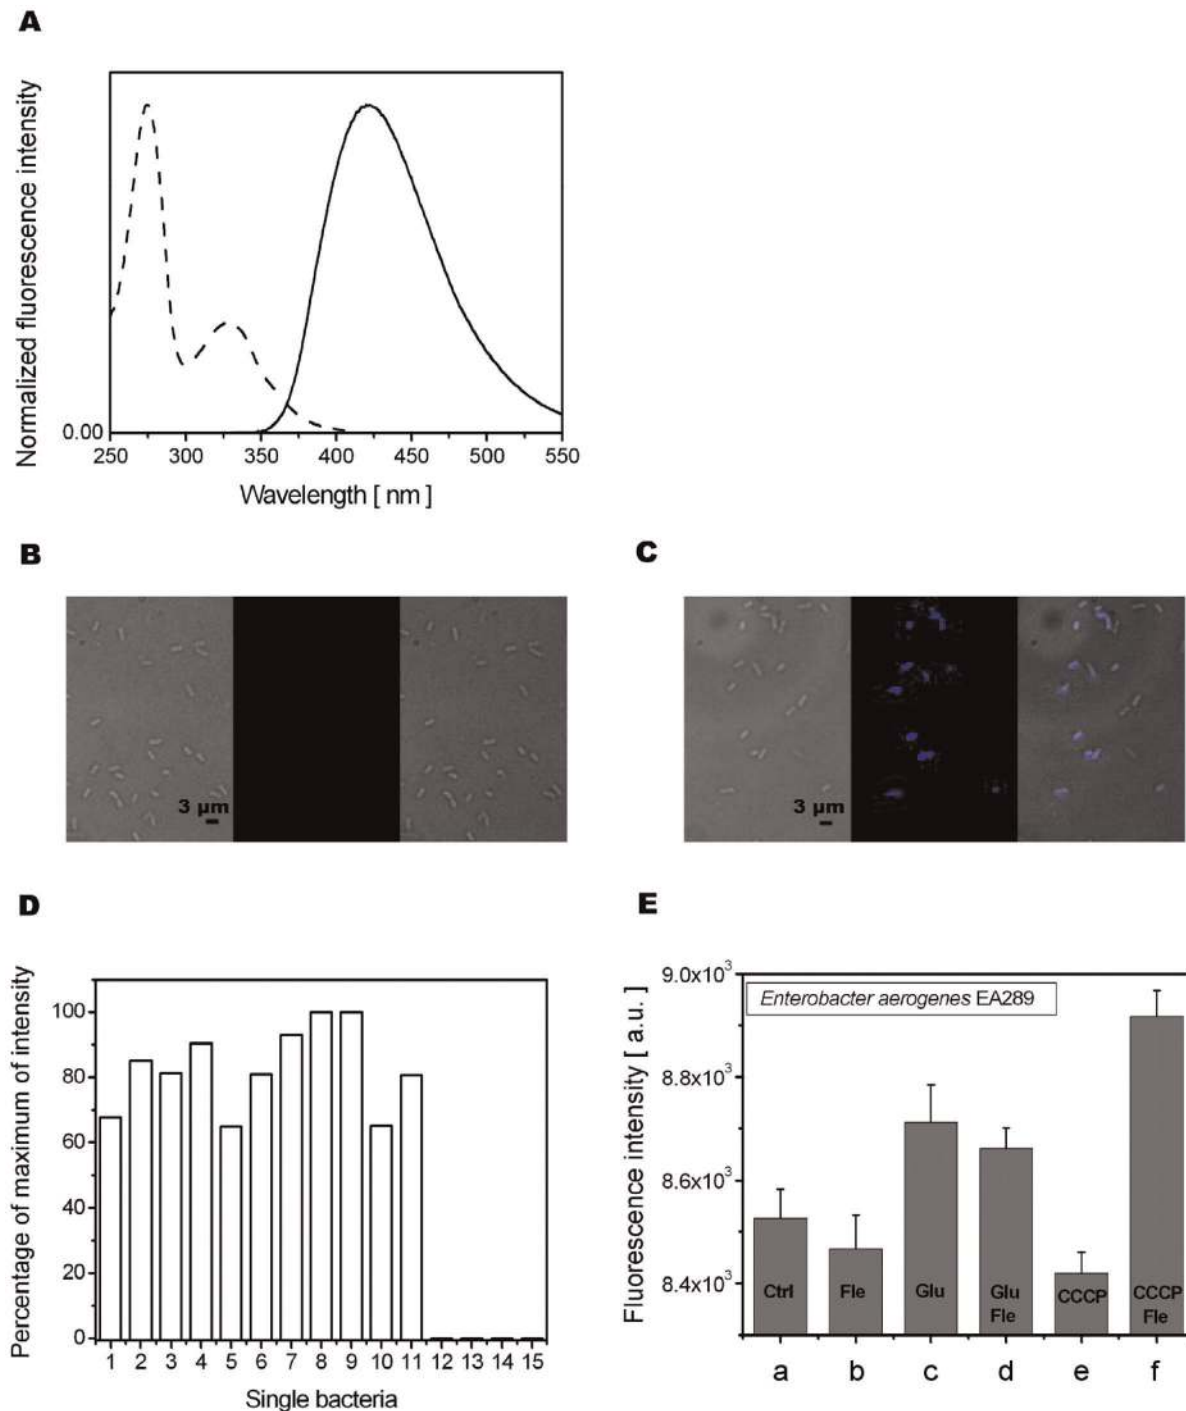 A
Normalized fluorescence intensity
0.00
250 300 350 400 450 500 550
Wavelength [ nm ]
B
C
3 µm
3 µm
D
E
Percentage of maximum of intensity
100
80
60
40
20
0
1 2 3 4 5 6 7 8 9 10 11 12 13 14 15
Single bacteria
Fluorescence intensity [ a.u. ]
9.0x10³
8.8x10³
8.6x10³
8.4x10³
Enterobacter aerogenes EA289
Ctrl
Fle
Glu
Glu
Fle
CCCP
CCCP
Fle
a b c d e f